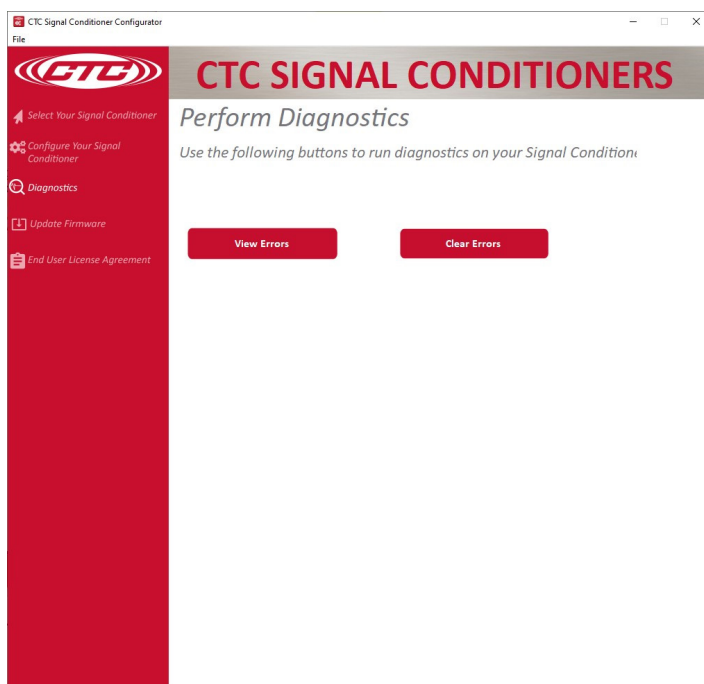 CTC Signal Conditioner Configurator
File
CTC
CTC SIGNAL CONDITIONERS
Select Your Signal Conditioner
Configure Your Signal
Conditioner
Diagnostics
Update Firmware
End User License Agreement
Perform Diagnostics
Use the following buttons to run diagnostics on your Signal Conditione
View Errors
Clear Errors